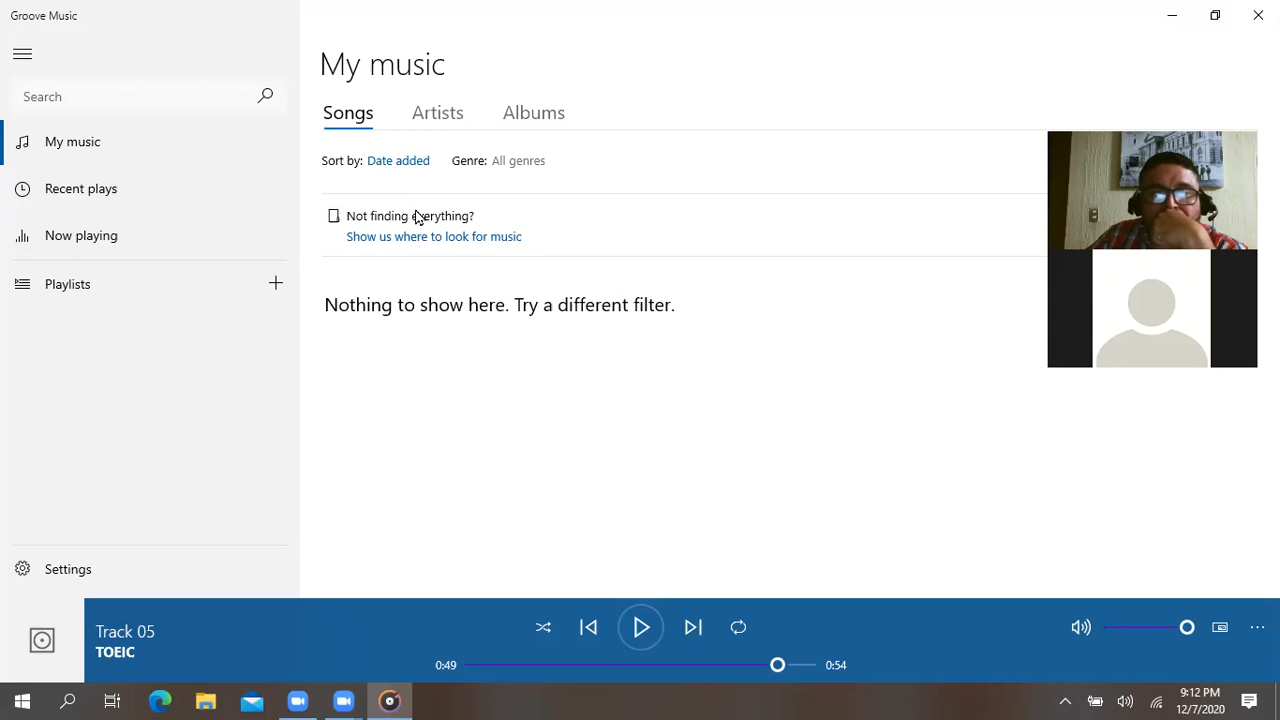 Groove Music
Search
My music
Recent plays
Now playing
Playlists
Settings
My music
Songs Artists Albums
Sort by: Date added Genre: All genres
Not finding everything?
Show us where to look for music
Nothing to show here. Try a different filter.
Track 05
TOEIC
0:49
0:54
9:12 PM
12/7/2020